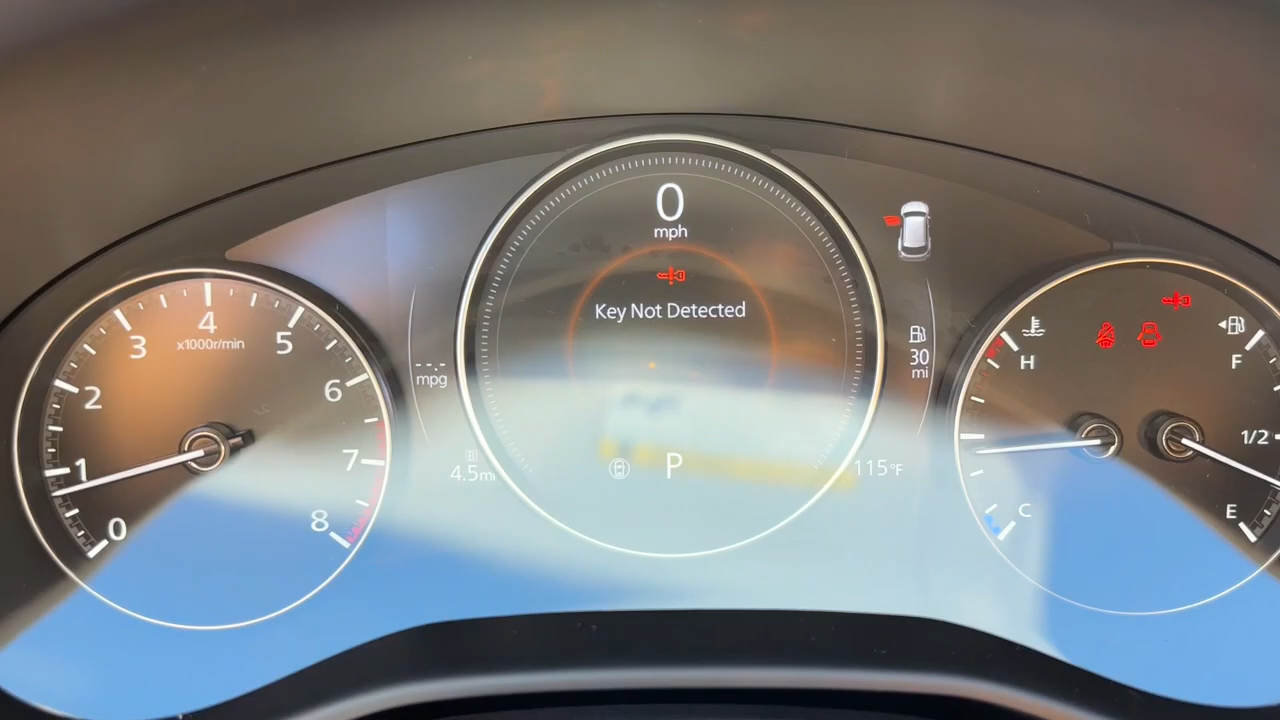 0
mph
Key Not Detected
4
x1000r/min
3
5
2
6
1
7
0
8
--.-
mpg
4.5mi
P
30
mi
115°F
H
F
1/2
C
E